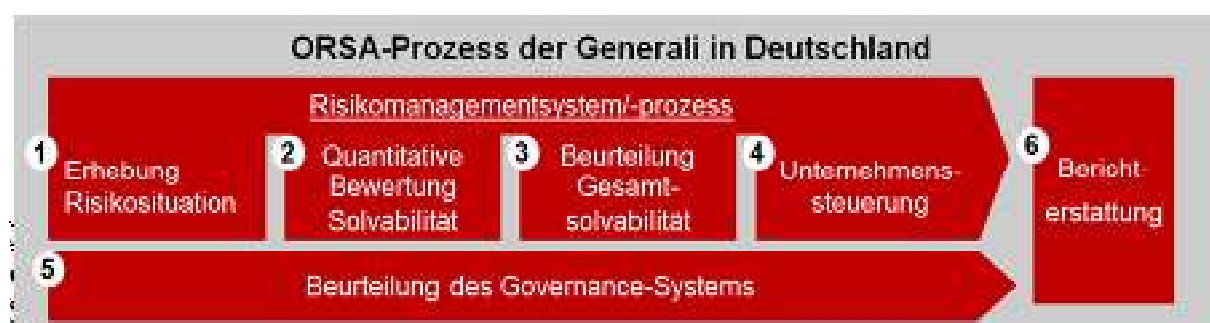 ORSA-Prozess der Generali in Deutschland
Risikomanagementsystem/-prozess
1
Erhebung
Risikosituation
2
Quantitative
Bewertung
Solvabilität
3
Beurteilung
Gesamt-
solvabilität
4
Unternehmens-
steuerung
5
Beurteilung des Governance-Systems
6
Bericht-
erstattung